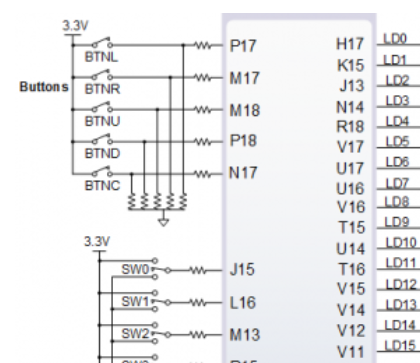 3.3V
BTNL
P17
Buttons
BTNR
M17
BTNU
M18
BTND
P18
BTNC
N17
3.3V
SW0
J15
SW1
L16
SW2
M13
H17 LD0
K15 LD1
J13 LD2
N14 LD3
R18 LD4
V17 LD5
U17 LD6
U16 LD7
V16 LD8
T15 LD9
U14 LD10
T16 LD11
V15 LD12
V14 LD13
V12 LD14
V11 LD15